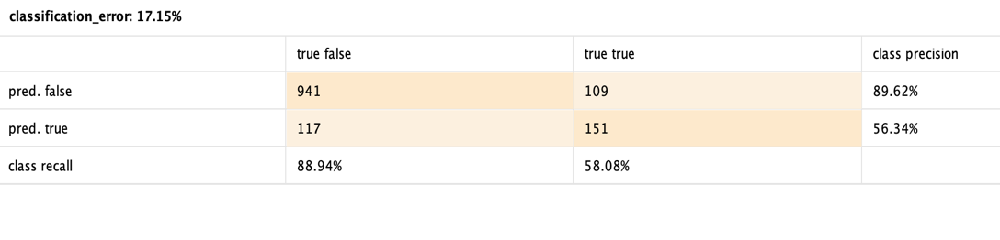 classification_error: 17.15%
true false true true class precision
pred. false 941 109 89.62%
pred. true 117 151 56.34%
class recall 88.94% 58.08%